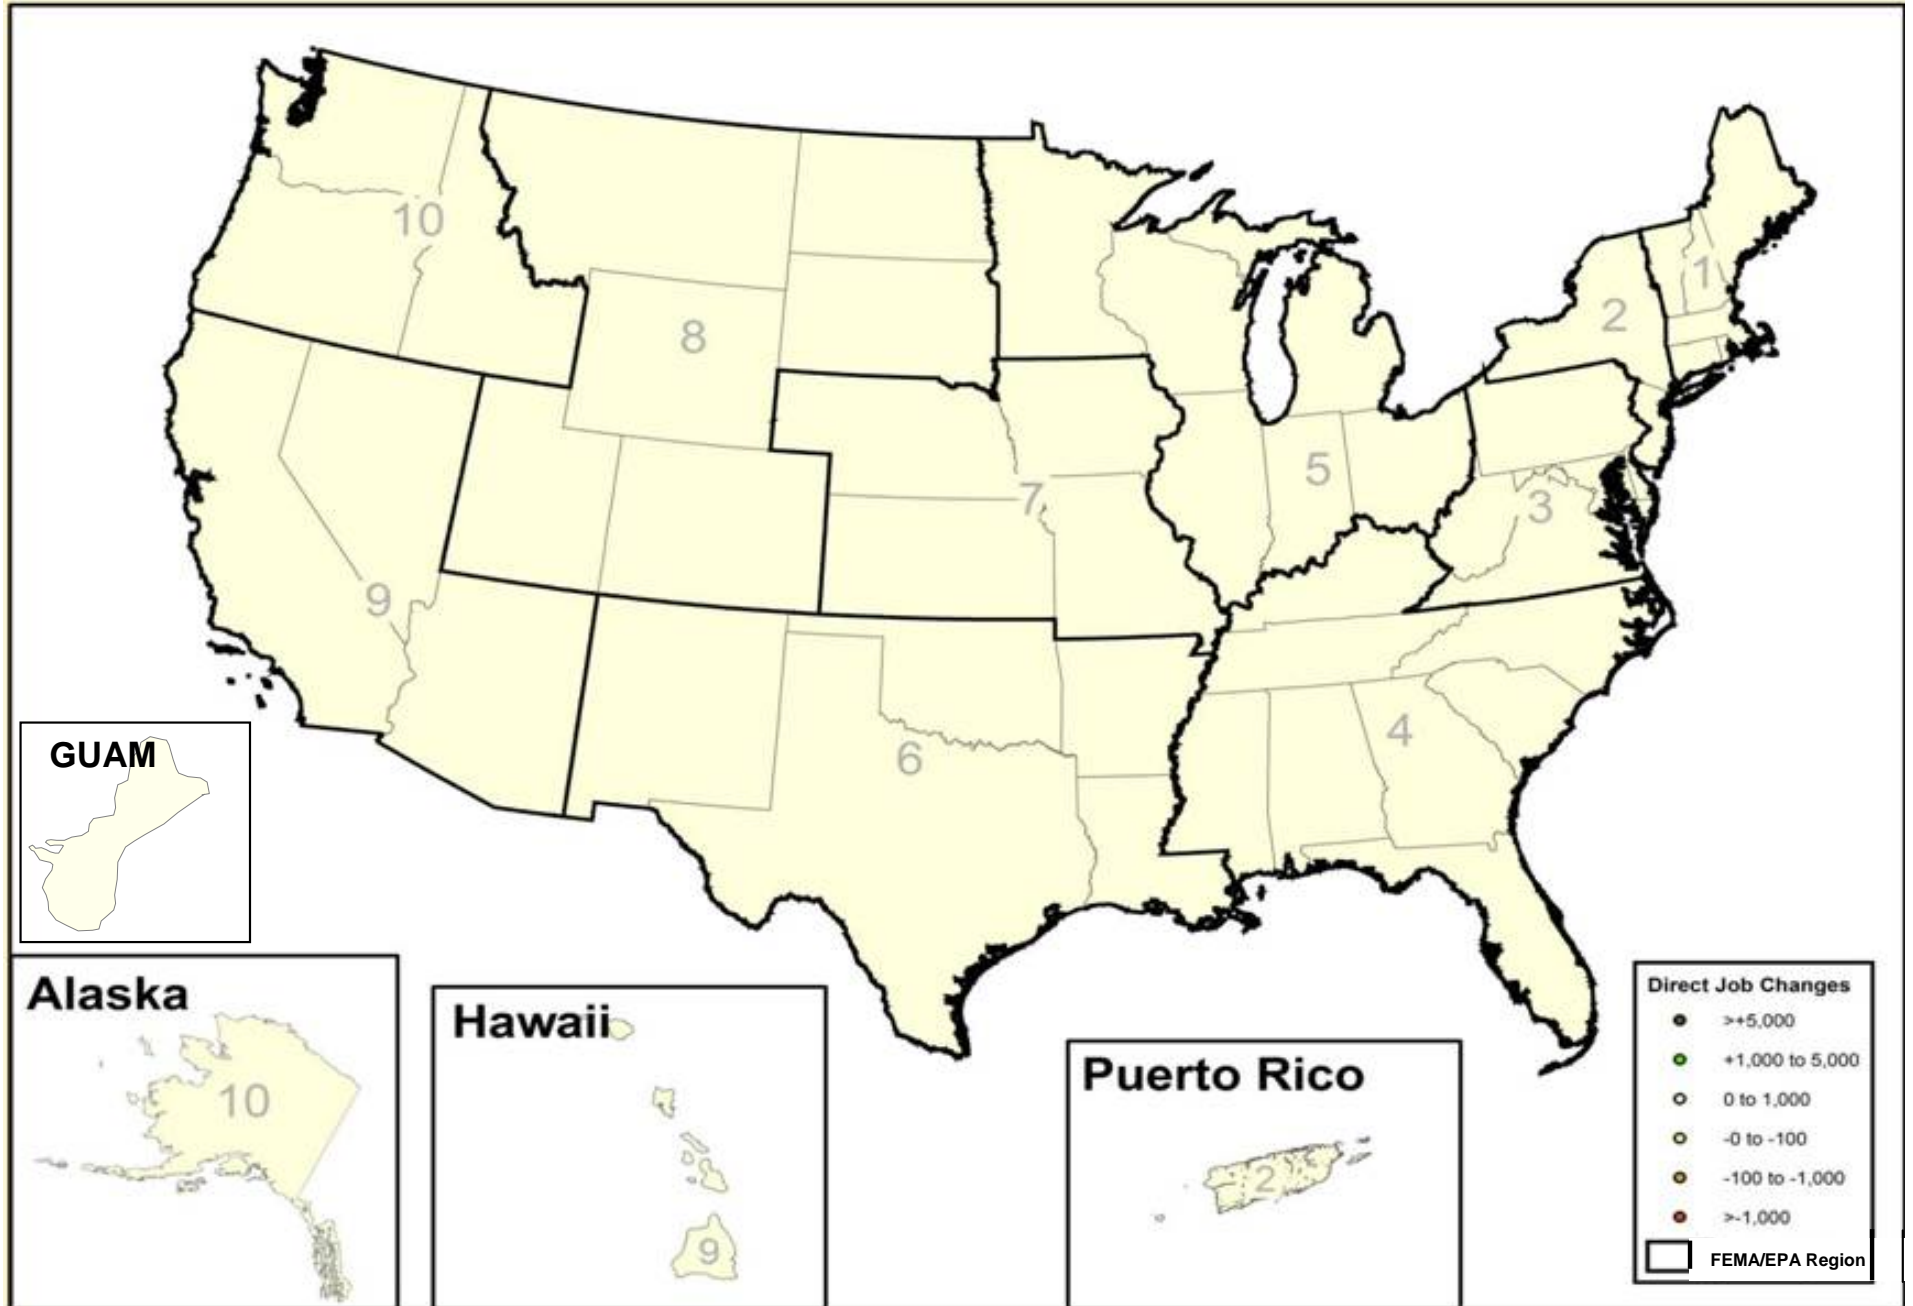 10
8
1
2
5
7
3
9
4
6
GUAM
Alaska
10
Hawaii
9
Puerto Rico
2
Direct Job Changes
>+5,000
+1,000 to 5,000
0 to 1,000
-0 to -100
-100 to -1,000
>-1,000
FEMA/EPA Region